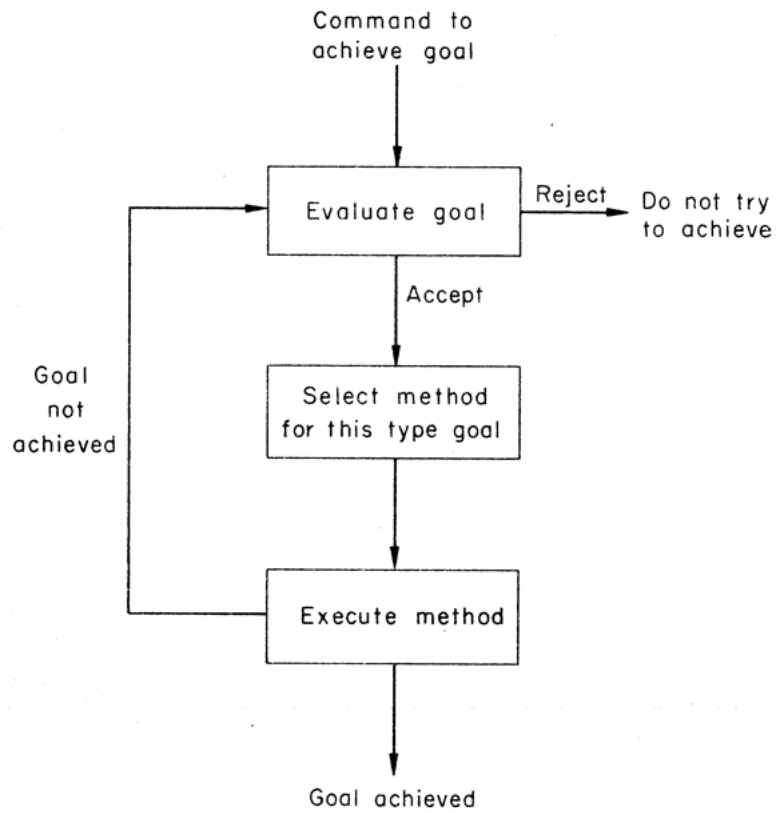 Command to
achieve goal
Evaluate goal
Reject
Do not try
to achieve
Accept
Goal
not
achieved
Select method
for this type goal
Execute method
Goal achieved